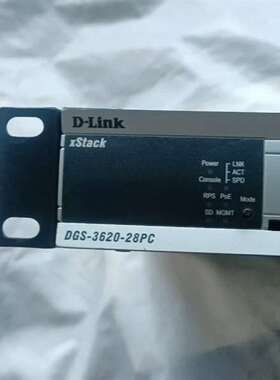 D-Link
xStack
Power LNK
ACT
Console SPD
RPS PoE Mode
SD MGMT
DGS-3620-28PC